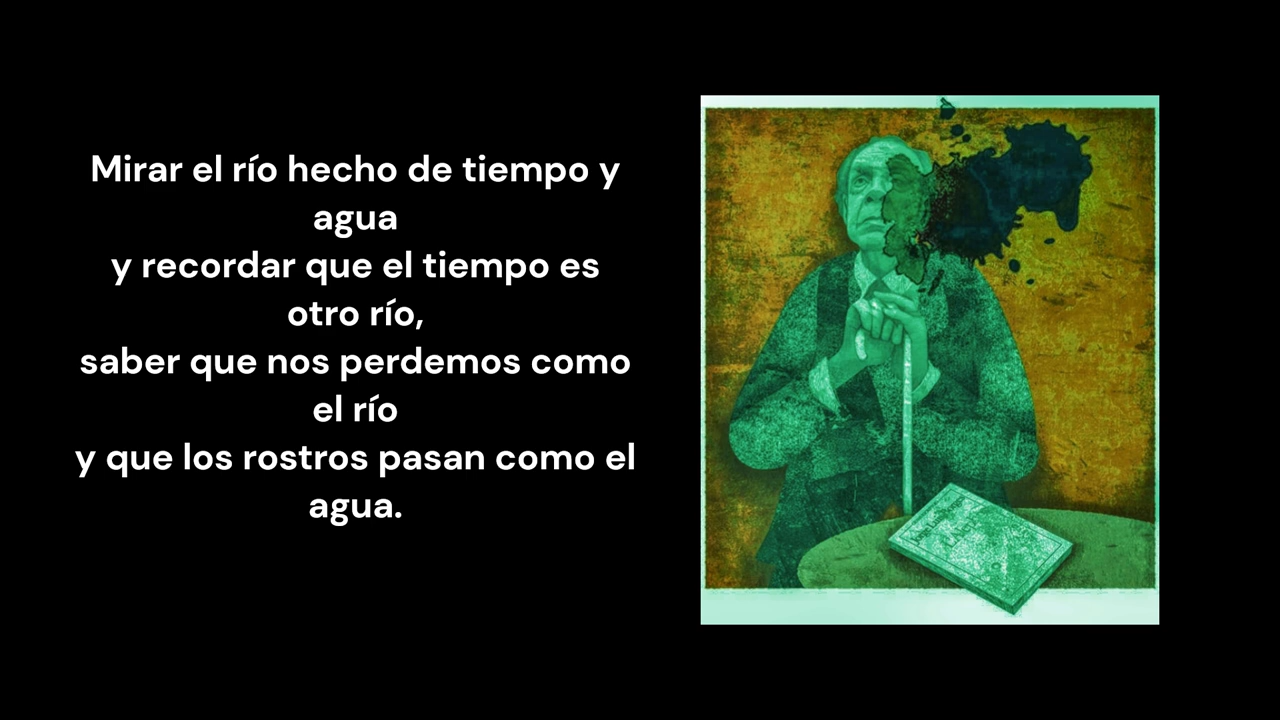 Mirar el río hecho de tiempo y
agua
y recordar que el tiempo es
otro río,
saber que nos perdemos como
el río
y que los rostros pasan como el
agua.